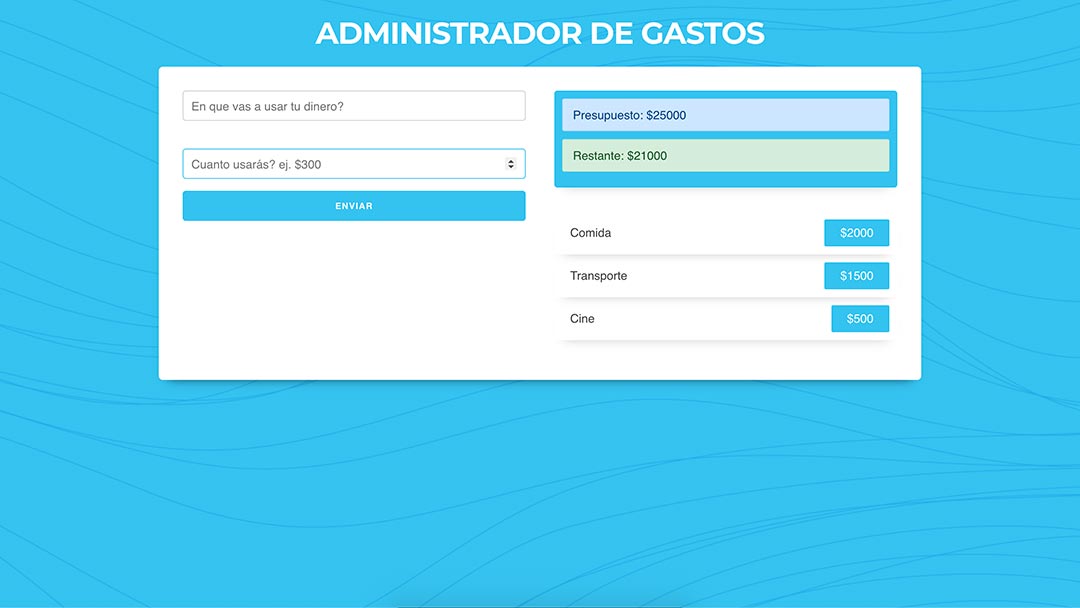 ADMINISTRADOR DE GASTOS
En que vas a usar tu dinero?
Cuanto usarás? ej. $300
ENVIAR
Presupuesto: $25000
Restante: $21000
Comida $2000
Transporte $1500
Cine $500